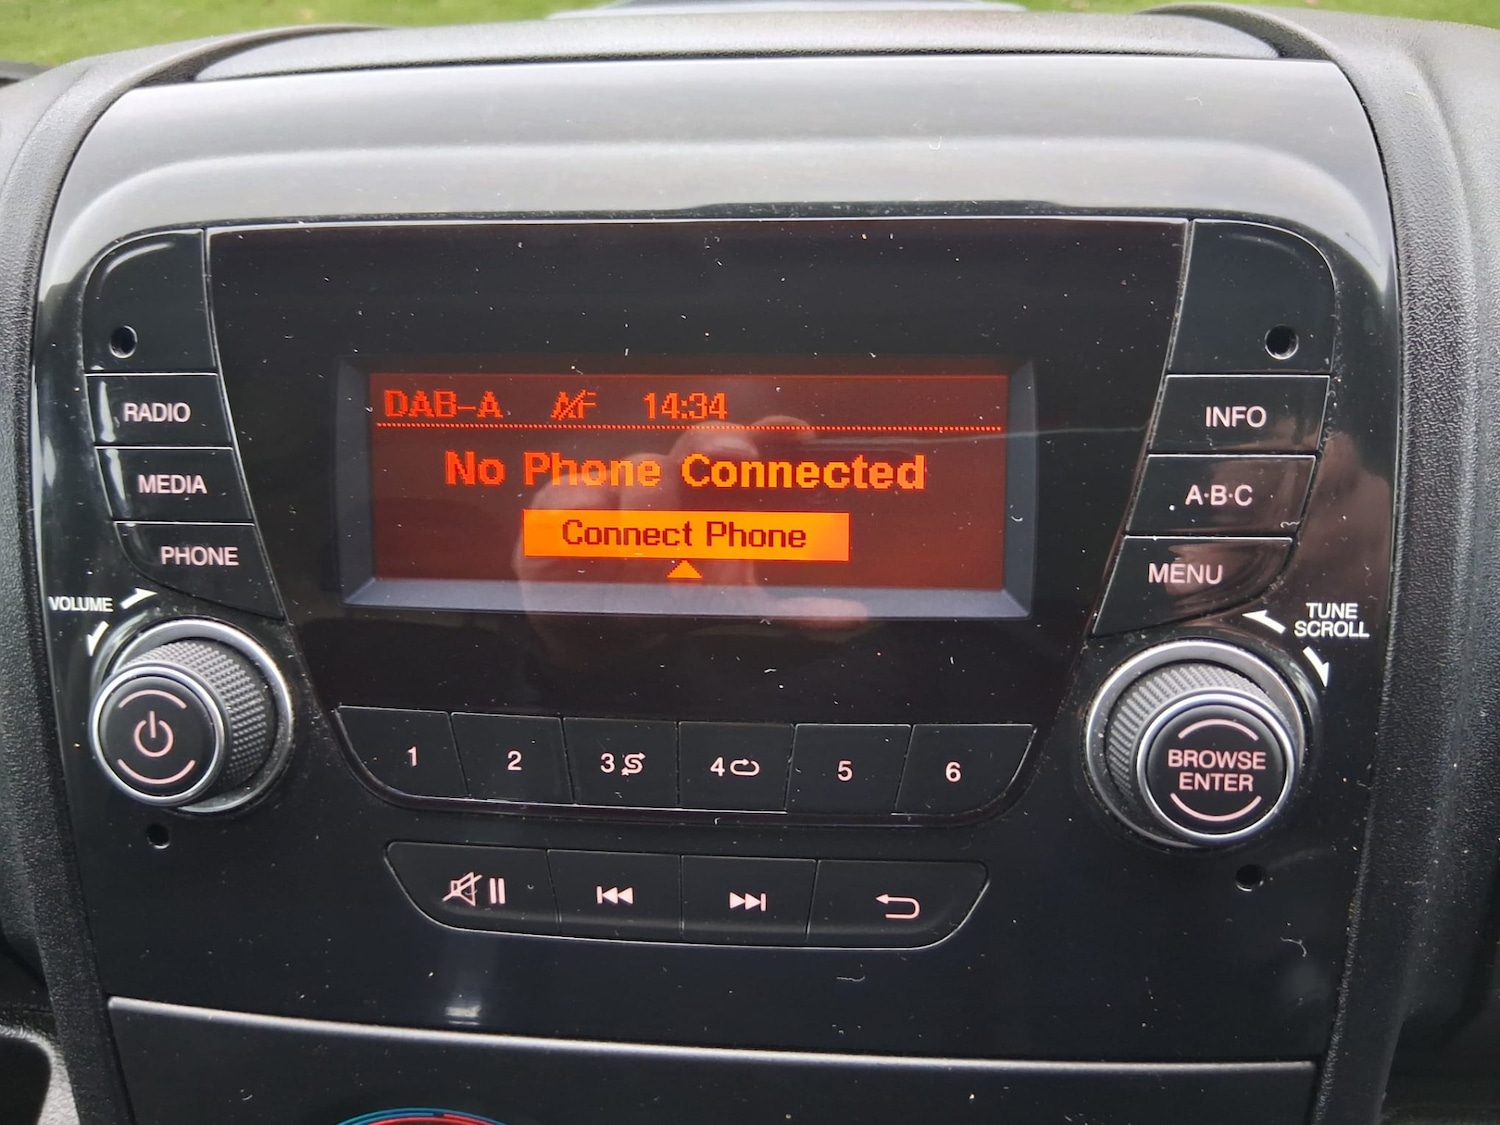 DAB-A AF 14:34
No Phone Connected
Connect Phone
RADIO
MEDIA
PHONE
VOLUME
INFO
A·B·C
MENU
TUNE
SCROLL
BROWSE
ENTER
1 2 3 4 5 6